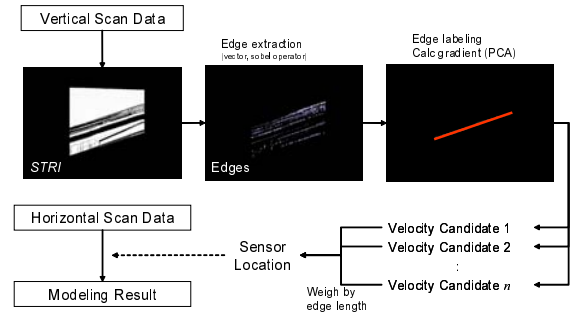 Vertical Scan Data
Edge extraction
(vector, sobel operator)
Edge labeling
Calc gradient (PCA)
STRI
Edges
Horizontal Scan Data
Sensor
Location
Modeling Result
Weigh by
edge length
Velocity Candidate 1
Velocity Candidate 2
:
Velocity Candidate n